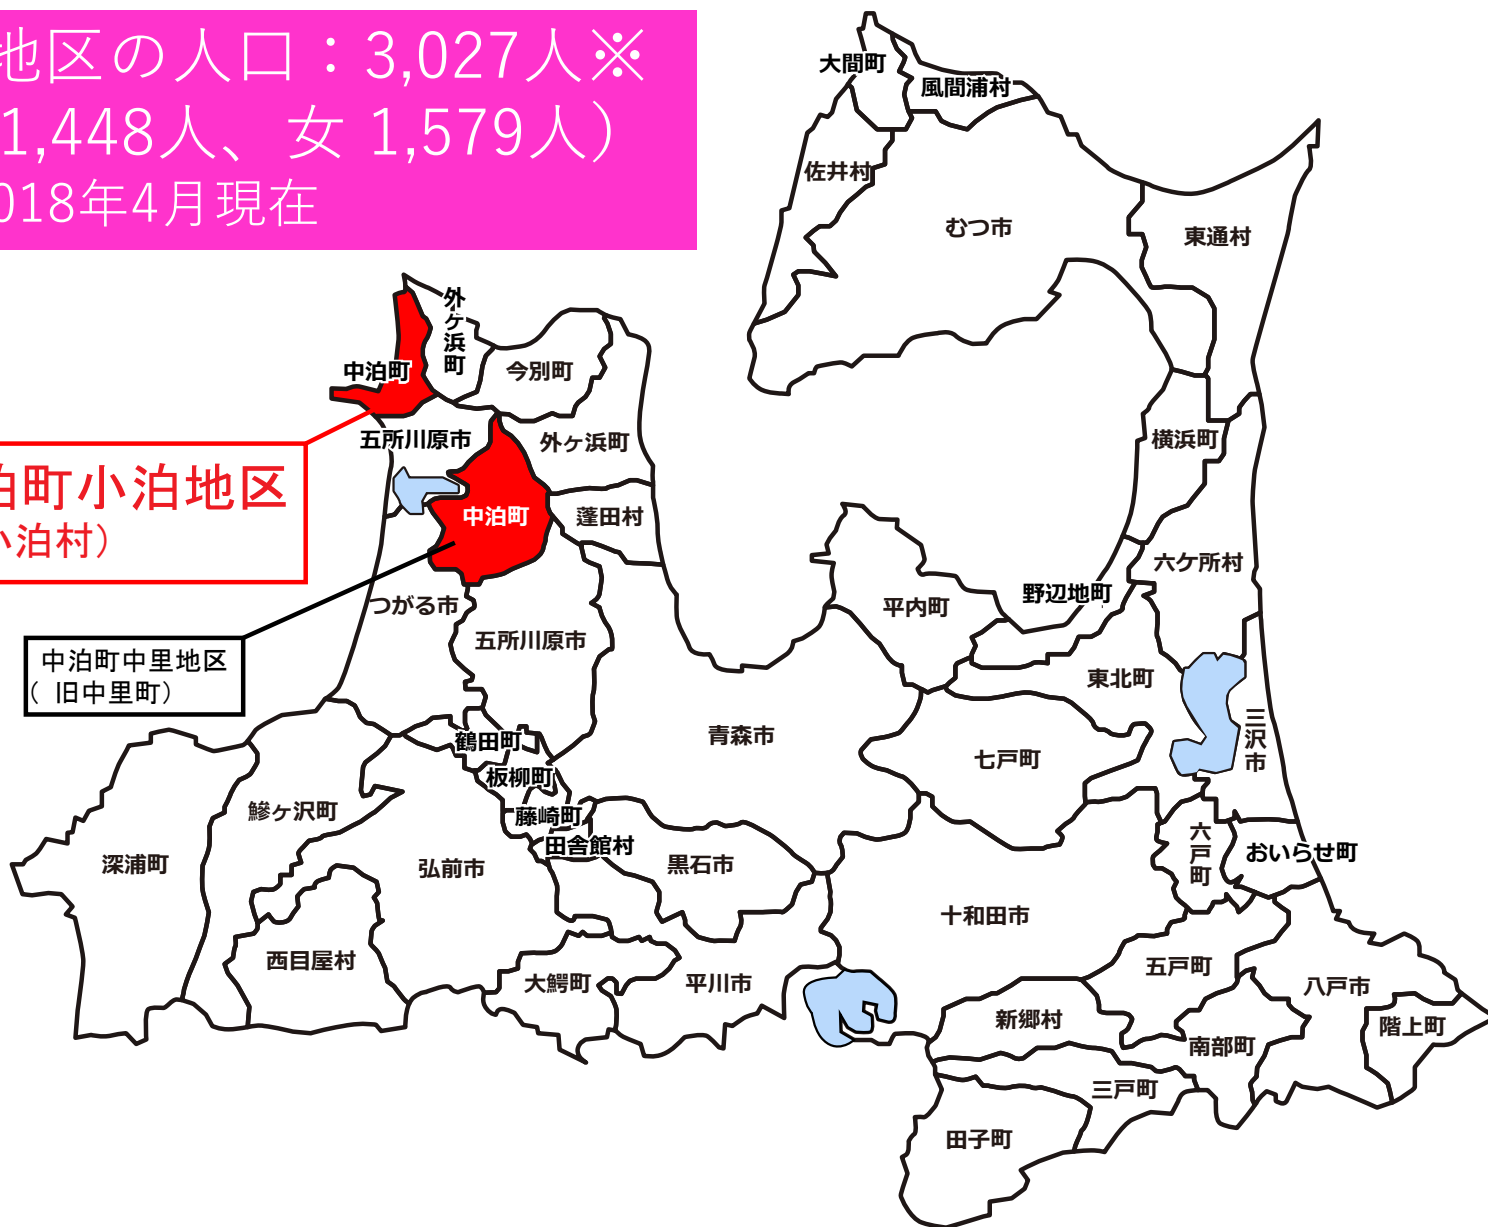 地区の人口：3,027人※
1,448人、女 1,579人）
018年4月現在
大間町
風間浦村
佐井村
むつ市
東通村
外ヶ浜町
中泊町
今別町
五所川原市
外ヶ浜町
横浜町
泊町小泊地区
小泊村）
中泊町
蓬田村
六ケ所村
つがる市
五所川原市
平内町
野辺地町
中泊町中里地区
（ 旧中里町）
東北町
三沢市
青森市
鶴田町
七戸町
板柳町
鰺ヶ沢町
藤崎町
田舎館村
六戸町
おいらせ町
深浦町
弘前市
黒石市
十和田市
西目屋村
大鰐町
平川市
五戸町
八戸市
新郷村
南部町
階上町
三戸町
田子町